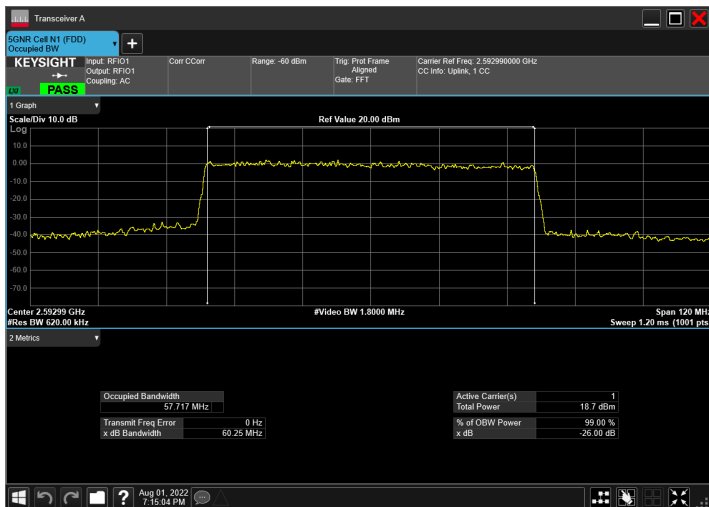 Transceiver A
5GNR Cell N1 (FDD)
Occupied BW
KEYSIGHT
LXI
PASS
Input: RFIO1
Output: RFIO1
Coupling: AC
Corr CCorr
Range: -60 dBm
Trig: Prot Frame
Aligned
Gate: FFT
Carrier Ref Freq: 2.592990000 GHz
CC Info: Uplink, 1 CC
1 Graph
Scale/Div 10.0 dB
Ref Value 20.00 dBm
Log
10.0
0.00
-10.0
-20.0
-30.0
-40.0
-50.0
-60.0
-70.0
Center 2.59299 GHz
#Video BW 1.8000 MHz
Span 120 MHz
#Res BW 620.00 kHz
Sweep 1.20 ms (1001 pts
2 Metrics
Occupied Bandwidth
57.717 MHz
Transmit Freq Error 0 Hz
x dB Bandwidth 60.25 MHz
Active Carrier(s) 1
Total Power 18.7 dBm
% of OBW Power 99.00 %
x dB -26.00 dB
?
Aug 01, 2022
7:15:04 PM